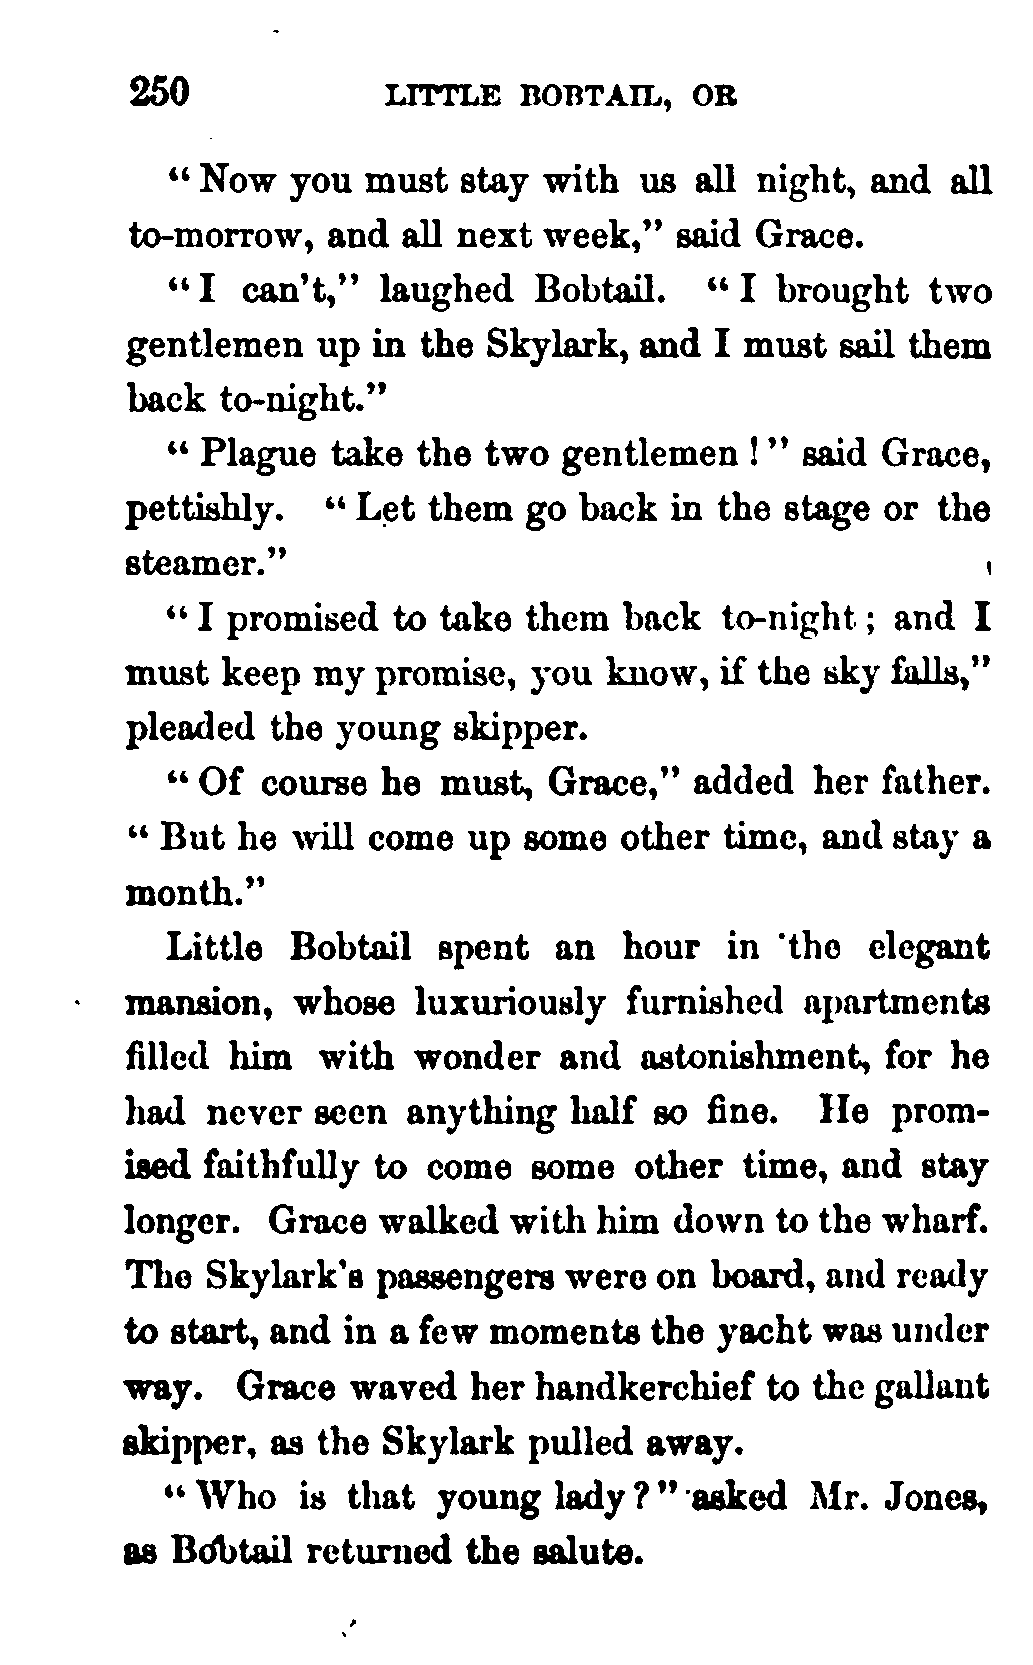 250 LITTLE BOBTAIL, OR
"Now you must stay with us all night, and all
to-morrow, and all next week," said Grace.
"I can't," laughed Bobtail. "I brought two
gentlemen up in the Skylark, and I must sail them
back to-night."
"Plague take the two gentlemen!" said Grace,
pettishly. "Let them go back in the stage or the
steamer."
"I promised to take them back to-night; and I
must keep my promise, you know, if the sky falls,"
pleaded the young skipper.
"Of course he must, Grace," added her father.
"But he will come up some other time, and stay a
month."
Little Bobtail spent an hour in the elegant
mansion, whose luxuriously furnished apartments
filled him with wonder and astonishment, for he
had never seen anything half so fine. He prom-
ised faithfully to come some other time, and stay
longer. Grace walked with him down to the wharf.
The Skylark's passengers were on board, and ready
to start, and in a few moments the yacht was under
way. Grace waved her handkerchief to the gallant
skipper, as the Skylark pulled away.
"Who is that young lady?" asked Mr. Jones,
as Bobtail returned the salute.